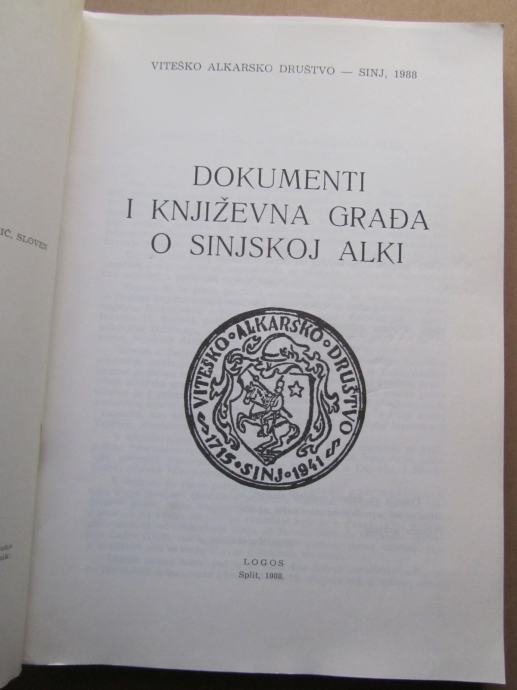 VITEŠKO ALKARSKO DRUŠTVO — SINJ, 1988
DOKUMENTI
I KNJIŽEVNA GRAĐA
O SINJSKOJ ALKI
IĆ, SLOVEN
VITEŠKO • ALKARSKO • DRUŠTVO
1715 • SINJ • 1941
LOGOS
Split, 1988.